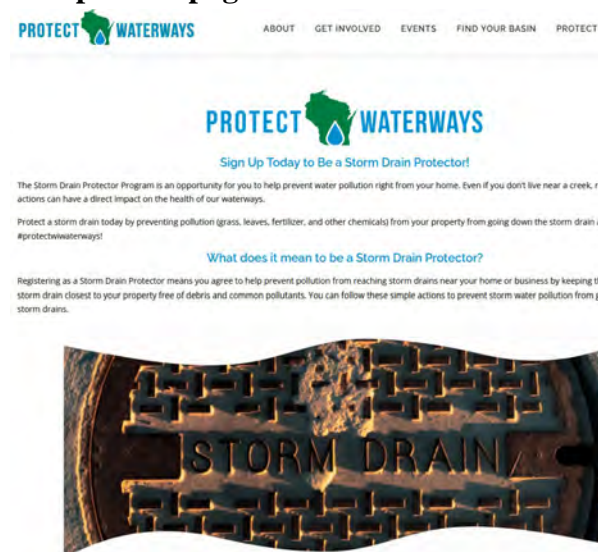 PROTECT WATERWAYS
ABOUT GET INVOLVED EVENTS FIND YOUR BASIN PROTECT
PROTECT WATERWAYS
Sign Up Today to Be a Storm Drain Protector!
The Storm Drain Protector Program is an opportunity for you to help prevent water pollution right from your home. Even if you don't live near a creek,
actions can have a direct impact on the health of our waterways.
Protect a storm drain today by preventing pollution (grass, leaves, fertilizer, and other chemicals) from your property from going down the storm drain
#protectwiwaterways!
What does it mean to be a Storm Drain Protector?
Registering as a Storm Drain Protector means you agree to help prevent pollution from reaching storm drains near your home or business by keeping
storm drain closest to your property free of debris and common pollutants. You can follow these simple actions to prevent storm water pollution from
storm drains.
STORM DRAIN